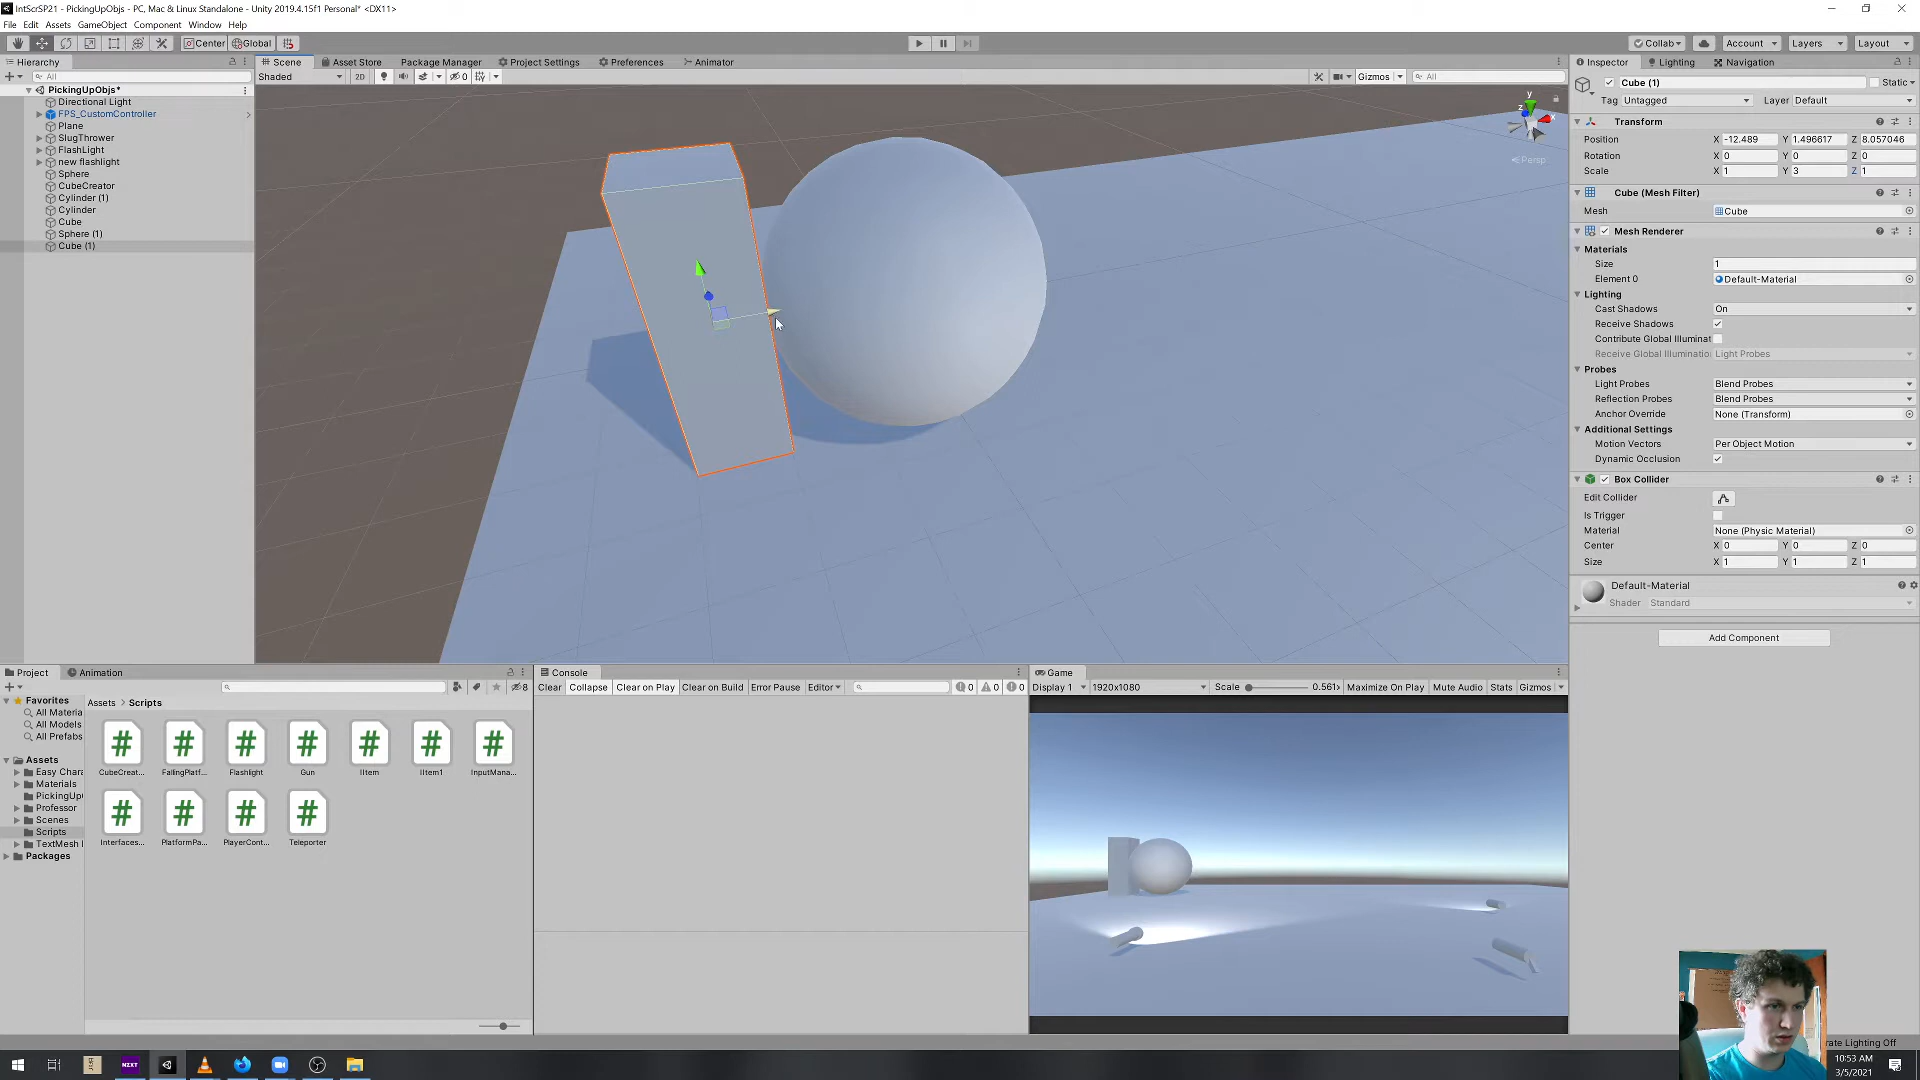 IntScrSP21 - PickingUpObjs - PC, Mac & Linux Standalone - Unity 2019.4.15f1 Personal* <DX11>
File Edit Assets GameObject Component Window Help
Center Global Collab Account Layers Layout
Hierarchy
All
PickingUpObjs*
Directional Light
FPS_CustomController
Plane
SlugThrower
FlashLight
new flashlight
Sphere
CubeCreator
Cylinder (1)
Cylinder
Cube
Sphere (1)
Cube (1)
Scene Asset Store Package Manager Project Settings Preferences Animator
Shaded 2D 0 Gizmos All
y
z x
Persp
Inspector Lighting Navigation
Cube (1) Static
Tag Untagged Layer Default
Transform
Position X -12.489 Y 1.496617 Z 8.057046
Rotation X 0 Y 0 Z 0
Scale X 1 Y 3 Z 1
Cube (Mesh Filter)
Mesh Cube
Mesh Renderer
Materials
Size 1
Element 0 Default-Material
Lighting
Cast Shadows On
Receive Shadows
Contribute Global Illuminat
Receive Global Illuminatio Light Probes
Probes
Light Probes Blend Probes
Reflection Probes Blend Probes
Anchor Override None (Transform)
Additional Settings
Motion Vectors Per Object Motion
Dynamic Occlusion
Box Collider
Edit Collider
Is Trigger
Material None (Physic Material)
Center X 0 Y 0 Z 0
Size X 1 Y 1 Z 1
Default-Material
Shader Standard
Add Component
Project Animation
8
Favorites
All Materia
All Models
All Prefabs
Assets
Easy Chara
Materials
PickingUp
Professor
Scenes
Scripts
TextMesh
Packages
Assets > Scripts
CubeCreat... FallingPlatf... Flashlight Gun IItem IItem1 InputMana...
Interfaces... PlatformPa... PlayerCont... Teleporter
Console
Clear Collapse Clear on Play Clear on Build Error Pause Editor 0 0 0
Game
Display 1 1920x1080 Scale 0.561 Maximize On Play Mute Audio Stats Gizmos
rate Lighting Off
NZXT
10:53 AM
3/5/2021